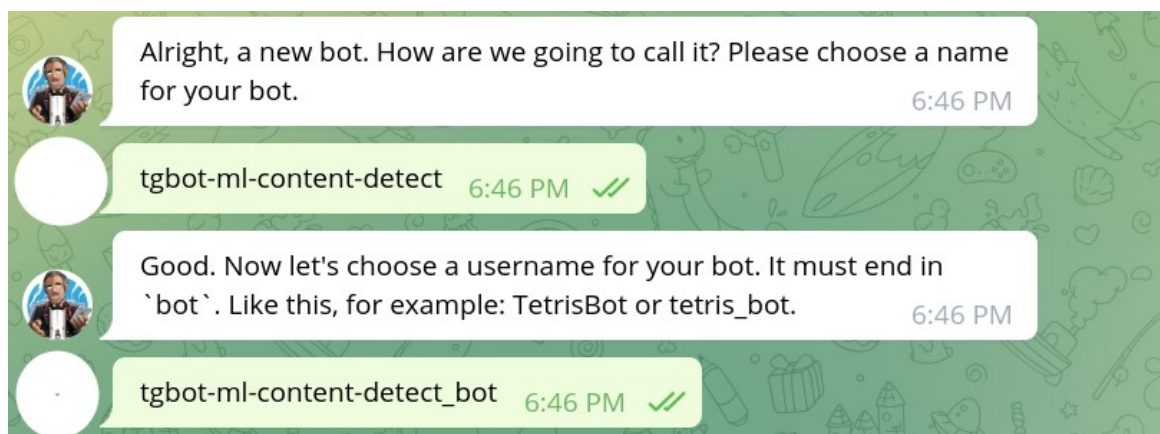 Alright, a new bot. How are we going to call it? Please choose a name
for your bot.
6:46 PM
tgbot-ml-content-detect 6:46 PM
Good. Now let's choose a username for your bot. It must end in
`bot`. Like this, for example: TetrisBot or tetris_bot.
6:46 PM
tgbot-ml-content-detect_bot 6:46 PM